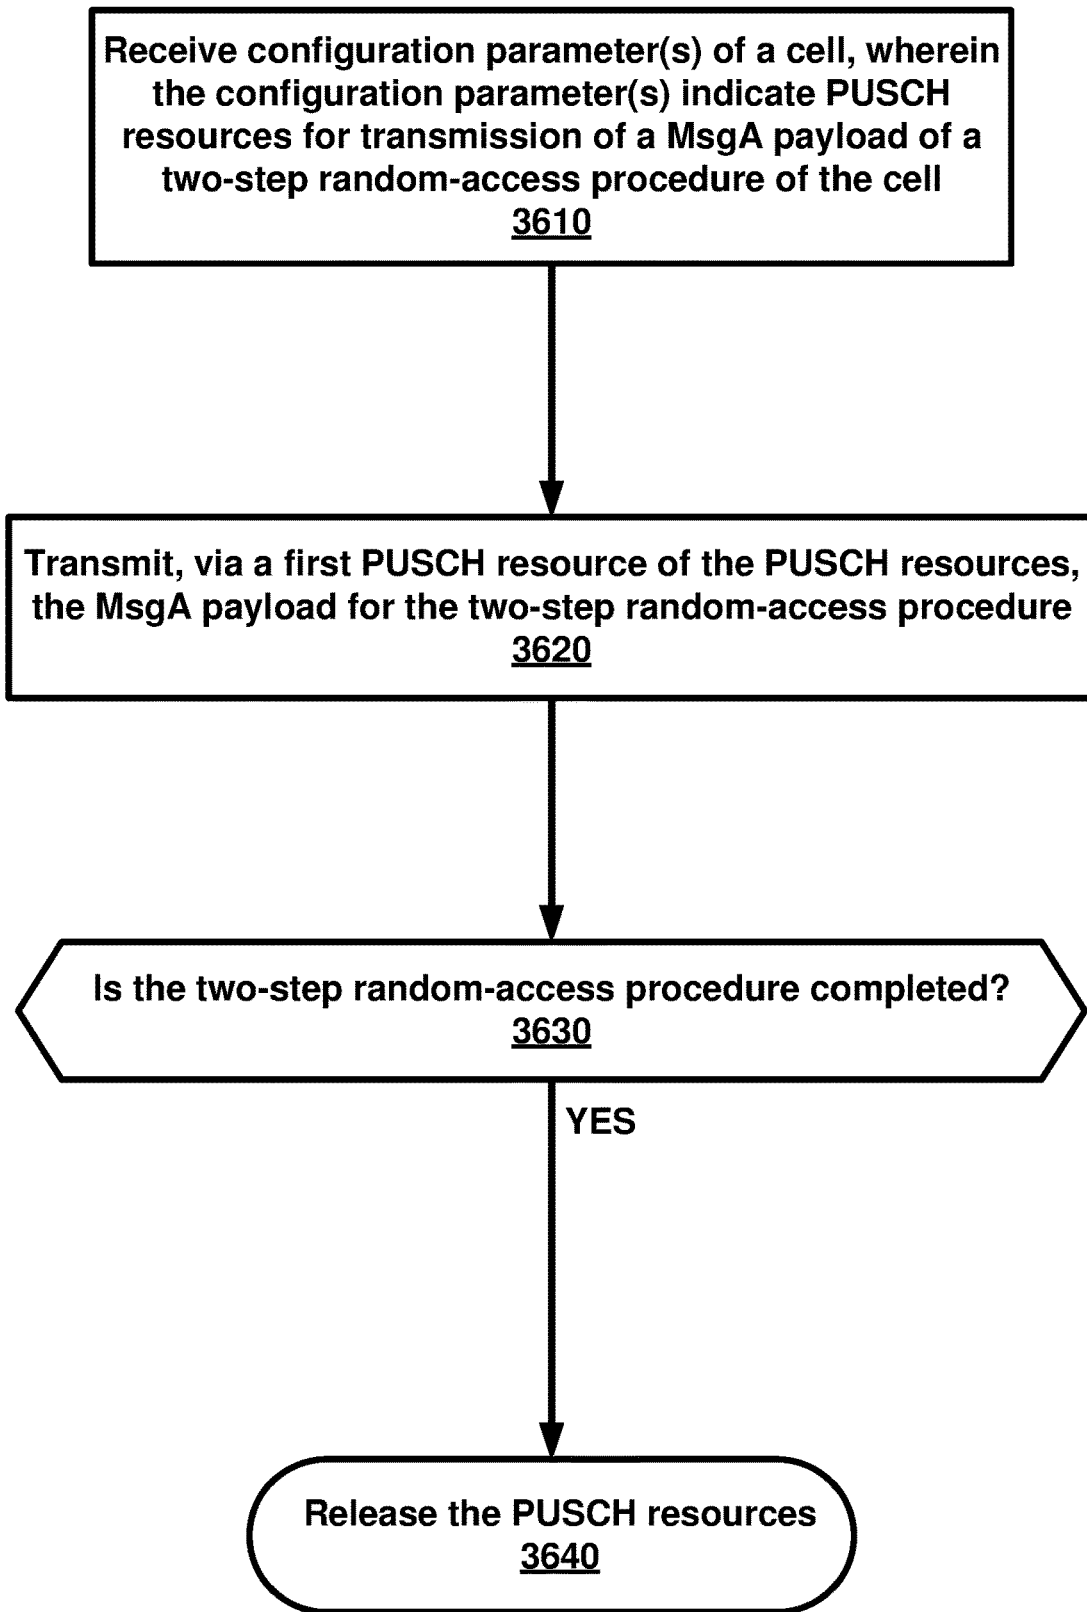 Receive configuration parameter(s) of a cell, wherein
the configuration parameter(s) indicate PUSCH
resources for transmission of a MsgA payload of a
two-step random-access procedure of the cell
3610
Transmit, via a first PUSCH resource of the PUSCH resources,
the MsgA payload for the two-step random-access procedure
3620
Is the two-step random-access procedure completed?
3630
YES
Release the PUSCH resources
3640